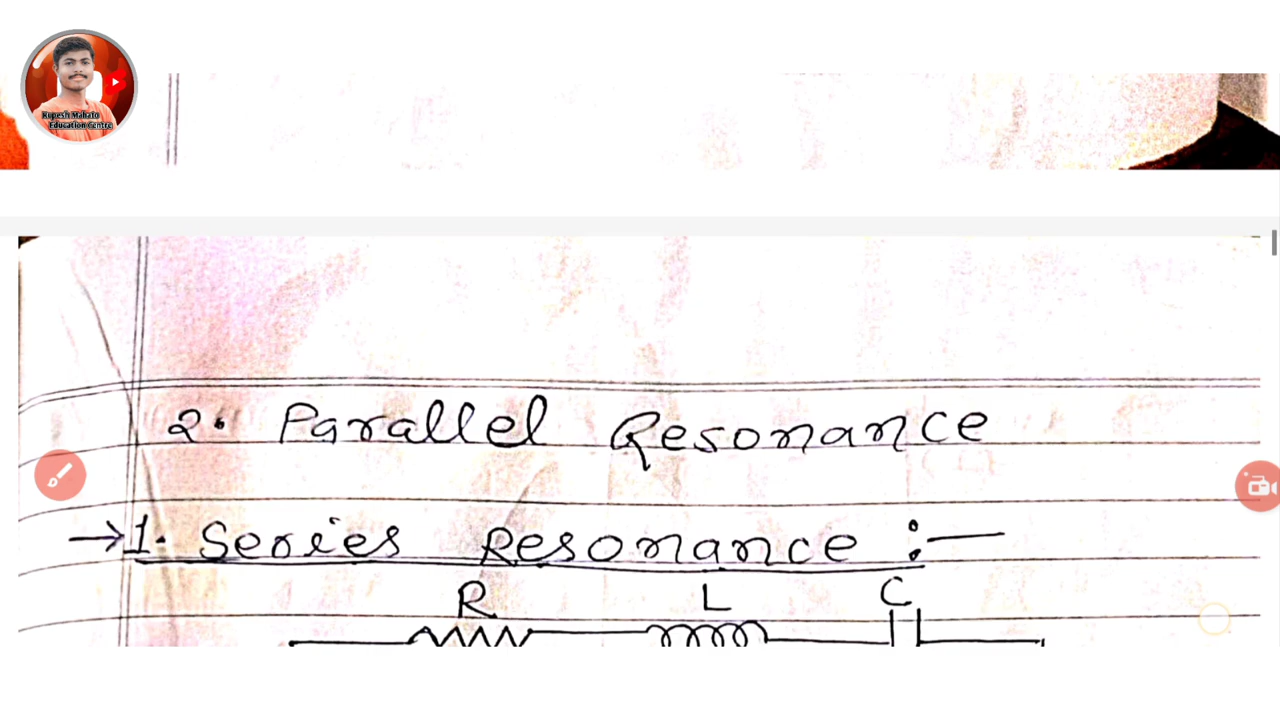 Rupesh Mahato
Education Centre
2. Parallel Resonance
→1. Series Resonance :—
R L C